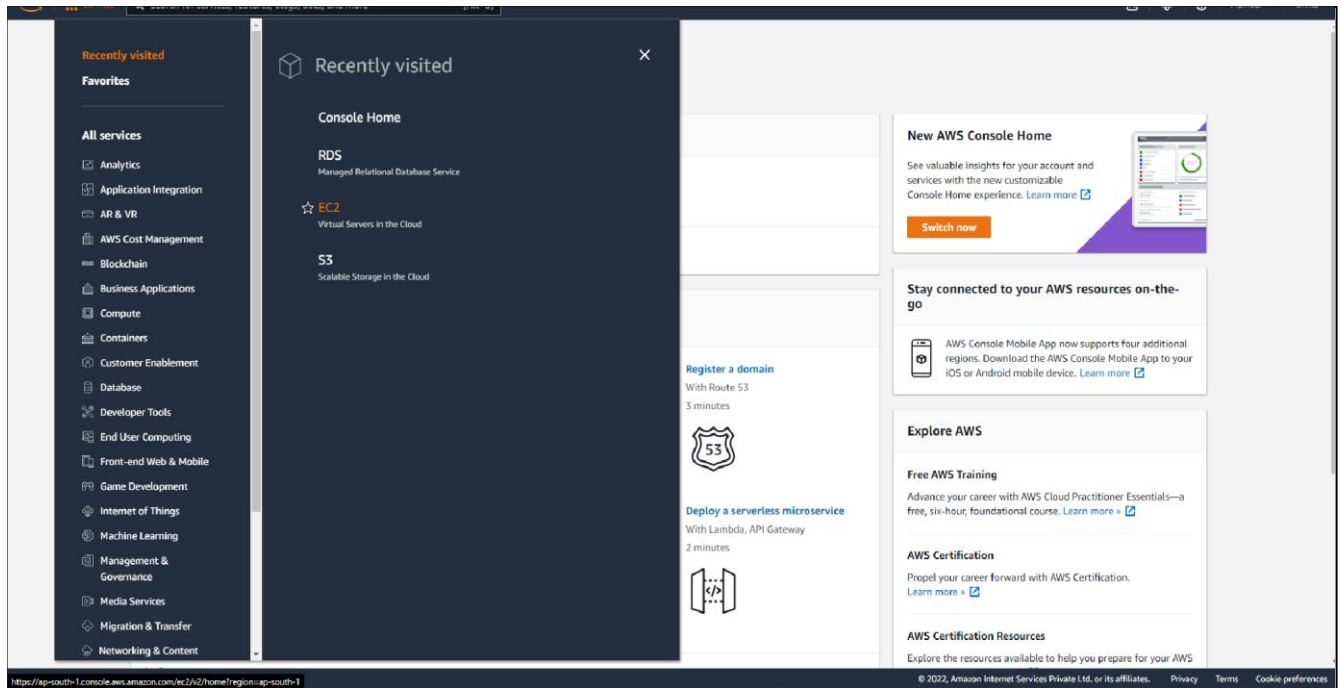 Recently visited
Favorites
All services
Analytics
Application Integration
AR & VR
AWS Cost Management
Blockchain
Business Applications
Compute
Containers
Customer Enablement
Database
Developer Tools
End User Computing
Front-end Web & Mobile
Game Development
Internet of Things
Machine Learning
Management &
Governance
Media Services
Migration & Transfer
Networking & Content
Recently visited
Console Home
RDS
Managed Relational Database Service
EC2
Virtual Servers in the Cloud
S3
Scalable Storage in the Cloud
Register a domain
With Route 53
3 minutes
53
Deploy a serverless microservice
With Lambda, API Gateway
2 minutes
</>
New AWS Console Home
See valuable insights for your account and
services with the new customizable
Console Home experience. Learn more
Switch now
Stay connected to your AWS resources on-the-
go
AWS Console Mobile App now supports four additional
regions. Download the AWS Console Mobile App to your
iOS or Android mobile device. Learn more
Explore AWS
Free AWS Training
Advance your career with AWS Cloud Practitioner Essentials—a
free, six-hour, foundational course. Learn more »
AWS Certification
Propel your career forward with AWS Certification.
Learn more »
AWS Certification Resources
Explore the resources available to help you prepare for your AWS
https://ap-south-1.console.aws.amazon.com/ec2/v2/home?region=ap-south-1
© 2022, Amazon Internet Services Private Ltd. or its affiliates. Privacy Terms Cookie preferences